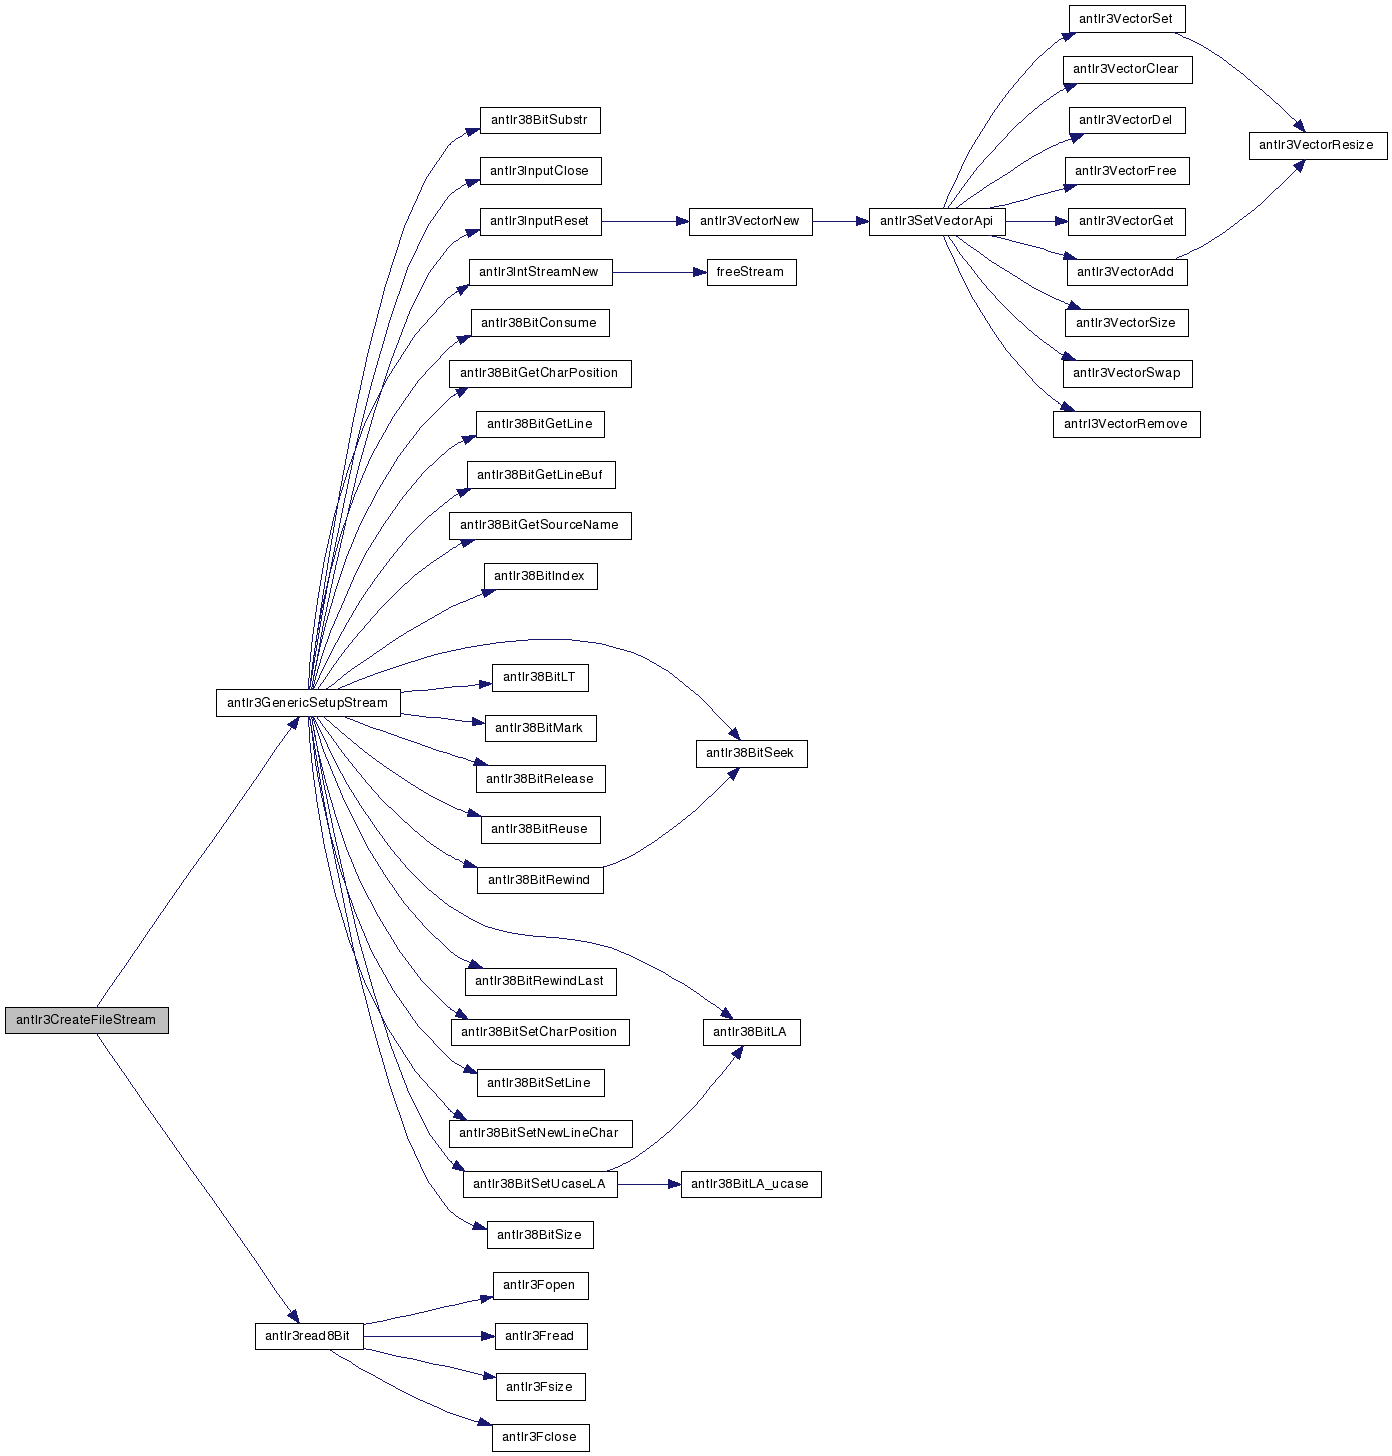 antlr3VectorSet
antlr3VectorClear
antlr38BitSubstr
antlr3VectorDel
antlr3VectorResize
antlr3InputClose
antlr3VectorFree
antlr3InputReset
antlr3VectorNew
antlr3SetVectorApi
antlr3VectorGet
antlr3IntStreamNew
freeStream
antlr3VectorAdd
antlr38BitConsume
antlr3VectorSize
antlr38BitGetCharPosition
antlr3VectorSwap
antlr38BitGetLine
antrl3VectorRemove
antlr38BitGetLineBuf
antlr38BitGetSourceName
antlr38BitIndex
antlr38BitLT
antlr3GenericSetupStream
antlr38BitMark
antlr38BitSeek
antlr38BitRelease
antlr38BitReuse
antlr38BitRewind
antlr38BitRewindLast
antlr3CreateFileStream
antlr38BitSetCharPosition
antlr38BitLA
antlr38BitSetLine
antlr38BitSetNewLineChar
antlr38BitSetUcaseLA
antlr38BitLA_ucase
antlr38BitSize
antlr3Fopen
antlr3read8Bit
antlr3Fread
antlr3Fsize
antlr3Fclose